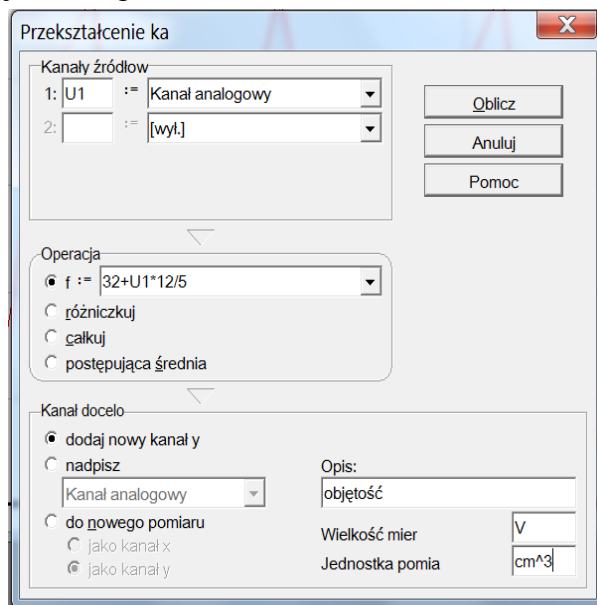 Przekształcenie ka
X
Kanały źródłow
1: U1 := Kanał analogowy
2: := [wył.]
Oblicz
Anuluj
Pomoc
Operacja
f := 32+U1*12/5
różniczkuj
całkuj
postępująca średnia
Kanał docelo
dodaj nowy kanał y
nadpisz
Kanał analogowy
do nowego pomiaru
jako kanał x
jako kanał y
Opis:
objętość
Wielkość mier V
Jednostka pomia cm^3